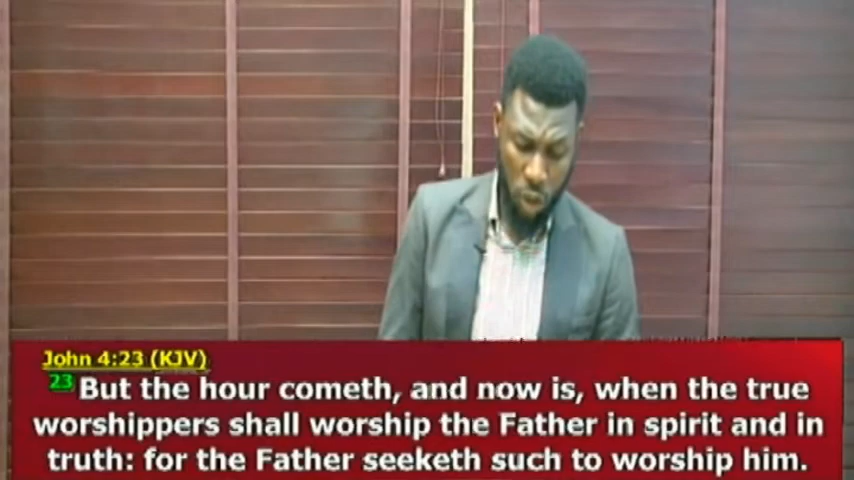 John 4:23 (KJV)
23 But the hour cometh, and now is, when the true
worshippers shall worship the Father in spirit and in
truth: for the Father seeketh such to worship him.